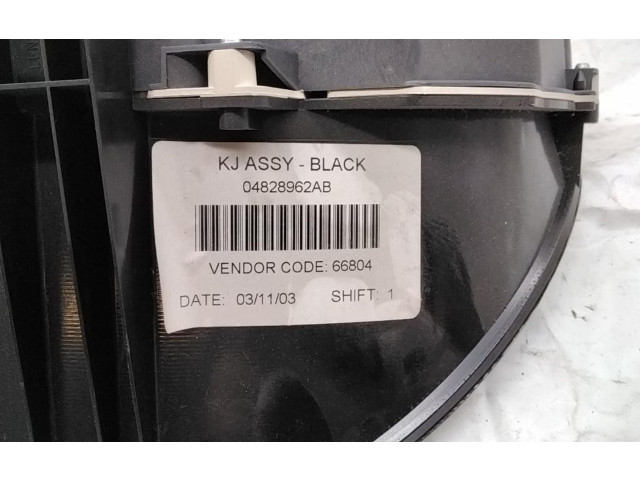 KJ ASSY - BLACK
04828962AB
VENDOR CODE: 66804
DATE: 03/11/03 SHIFT: 1